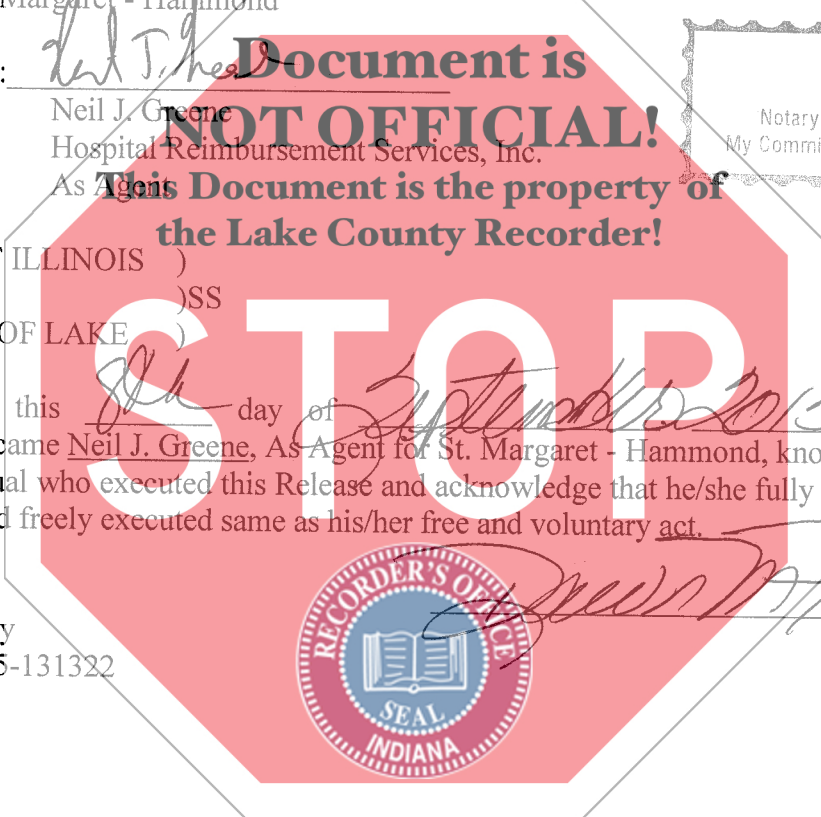 Margaret - Hammond
Document is
NOT OFFICIAL!
This Document is the property of
the Lake County Recorder!
Neil J. Greene
Hospital Reimbursement Services, Inc.
As Agent
Notary
My Commi
ILLINOIS )
)SS
OF LAKE )
STOP
this 8th day of September 201
came Neil J. Greene, As Agent for St. Margaret - Hammond, kno
ual who executed this Release and acknowledge that he/she fully
d freely executed same as his/her free and voluntary act.
y
5-131322
RECORDER'S OFFICE
SEAL
INDIANA